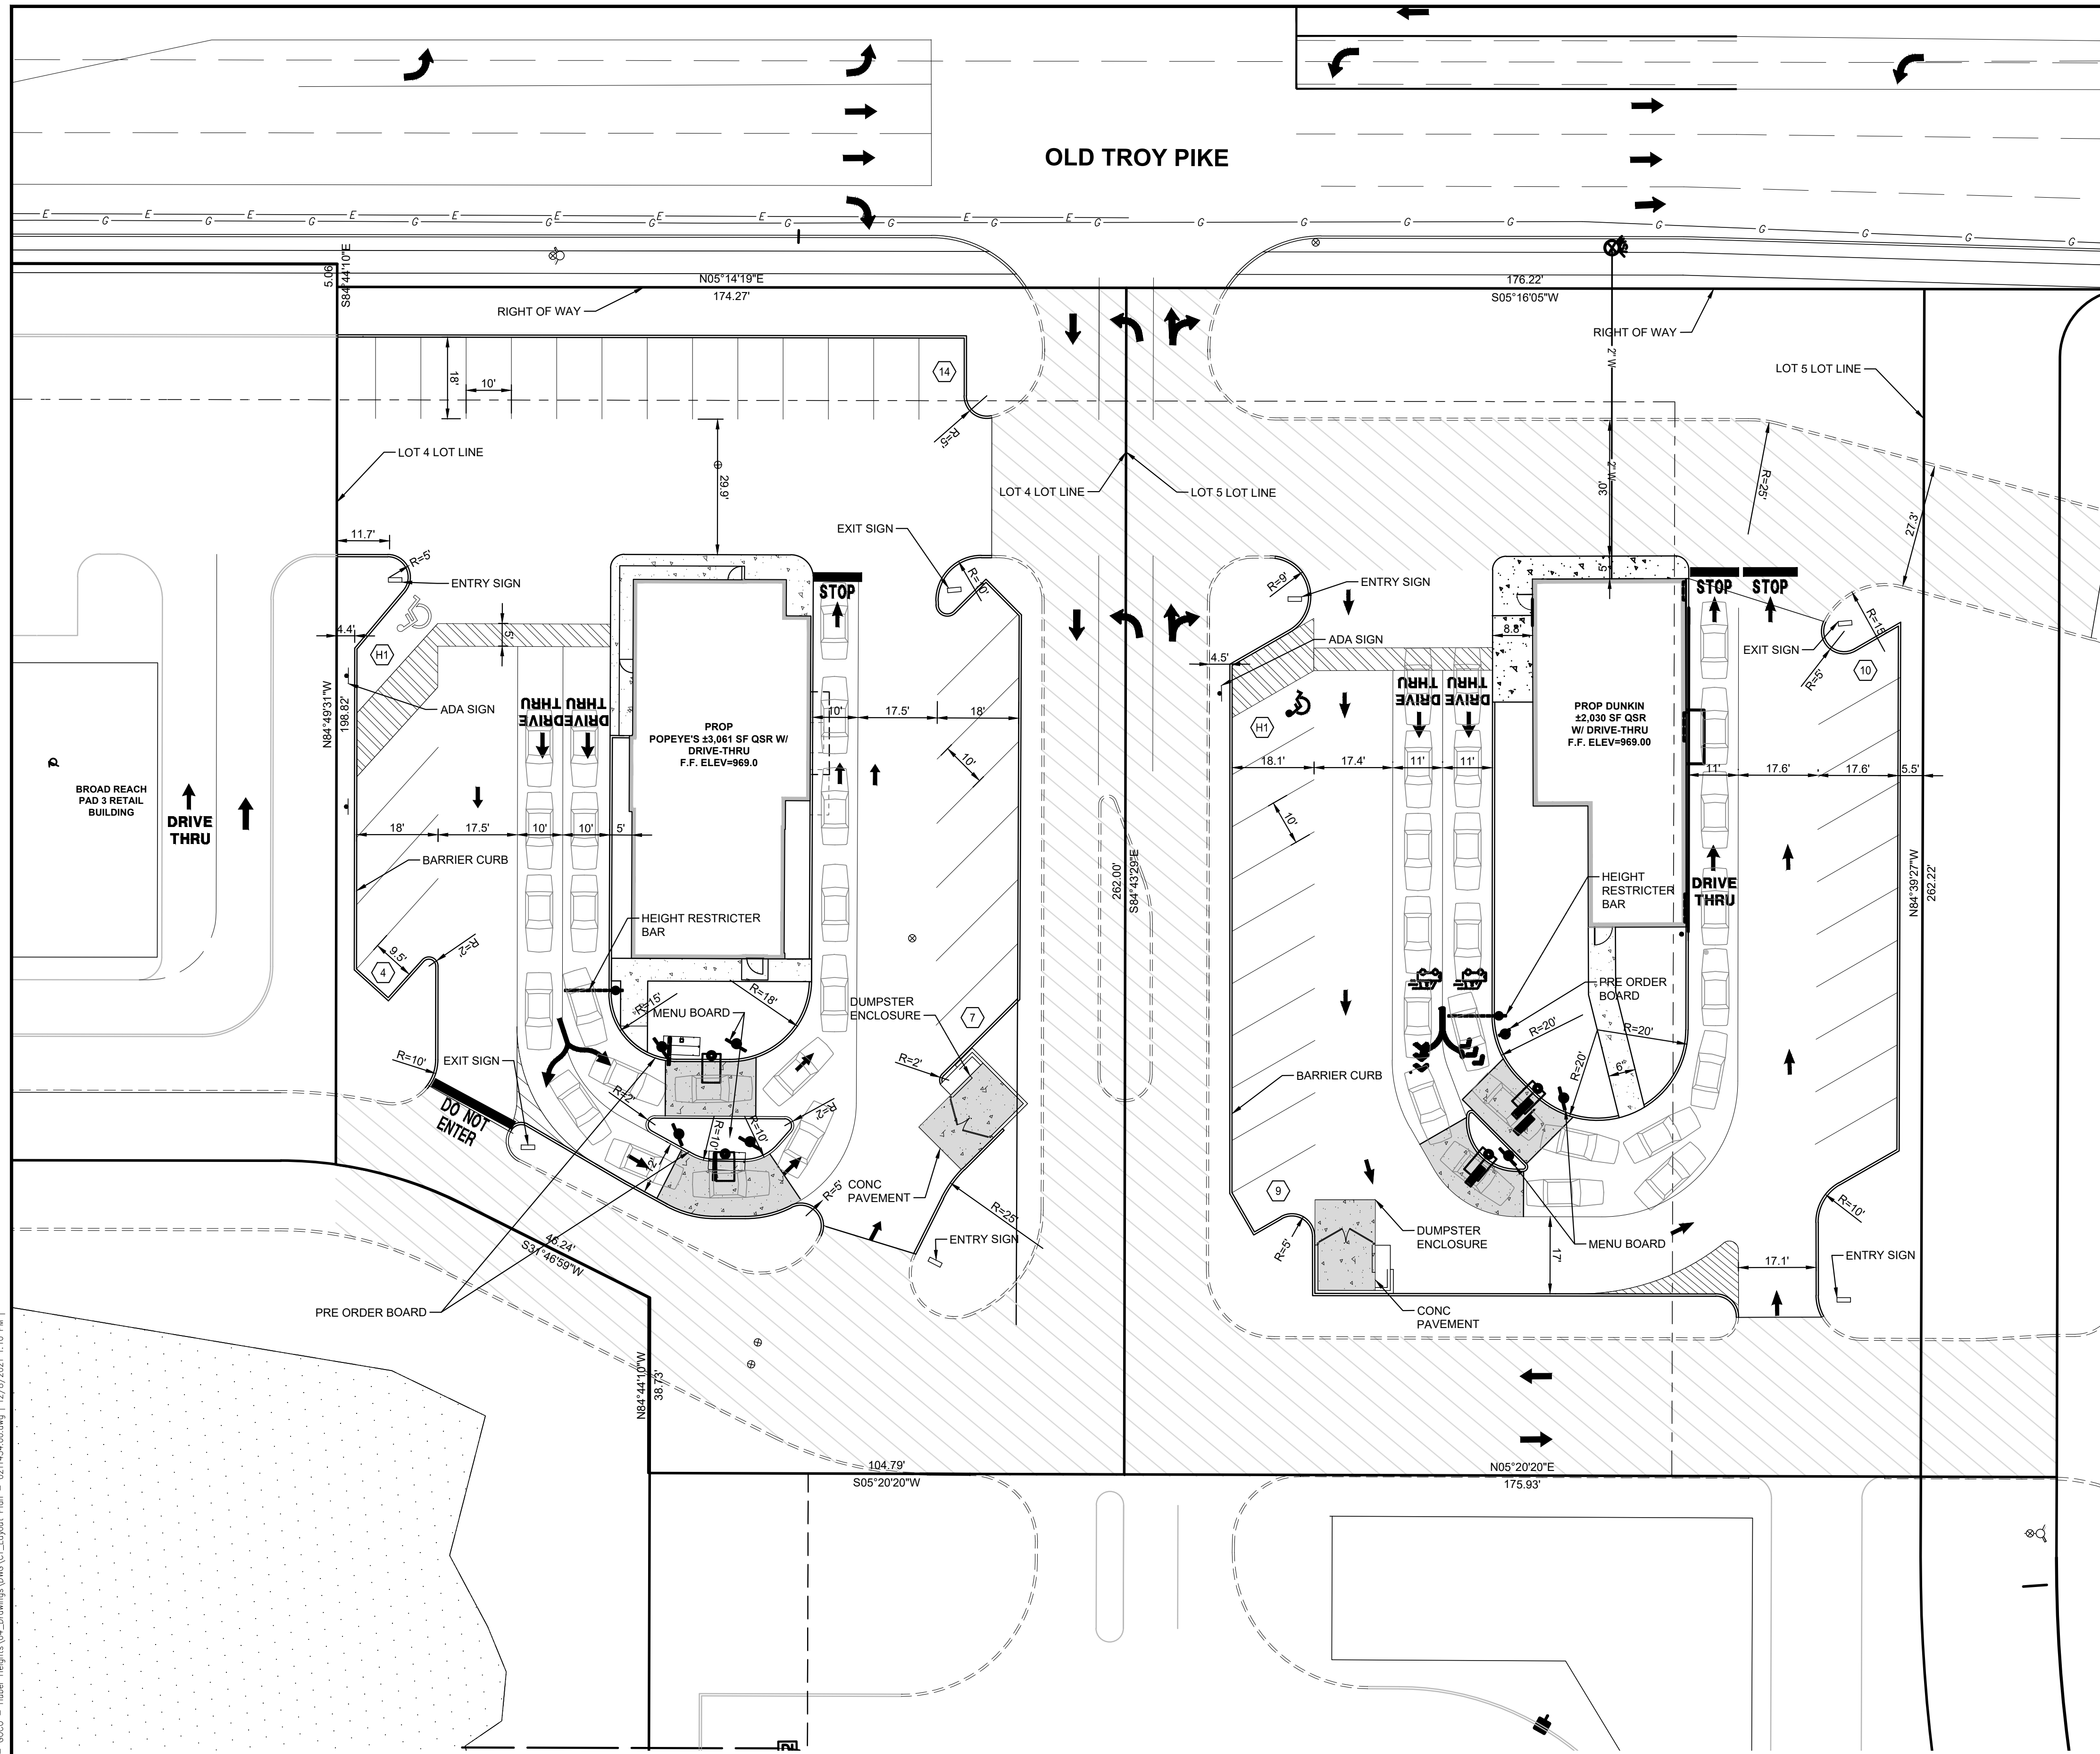 OLD TROY PIKE
E G E G E G E G E G E G E G E G G E G E G G G G G G G G G G G
5.06
S84°44'10"E
N05°14'19"E
174.27'
RIGHT OF WAY
176.22'
S05°16'05"W
RIGHT OF WAY
2' W
LOT 5 LOT LINE
14
18'
10'
R=5'
LOT 4 LOT LINE
29.9'
LOT 4 LOT LINE
LOT 5 LOT LINE
2' W
30'
R=25'
27.3'
11.7'
R=5'
ENTRY SIGN
EXIT SIGN
R=10'
STOP
R=9'
ENTRY SIGN
5'
STOP
STOP
R=15
EXIT SIGN
R=5'
10
4.4'
H1
5'
ADA SIGN
4.5'
ADA SIGN
8.8'
H1
N84°49'31"W
198.82'
DRIVE
THRU
DRIVE
THRU
PROP
POPEYE'S ±3,061 SF QSR W/
DRIVE-THRU
F.F. ELEV=969.0
10'
17.5'
18'
10'
DRIVE
THRU
DRIVE
THRU
PROP DUNKIN
±2,030 SF QSR
W/ DRIVE-THRU
F.F. ELEV=969.00
BROAD REACH
PAD 3 RETAIL
BUILDING
DRIVE
THRU
18'
17.5'
10'
10'
5'
18.1'
17.4'
11'
11'
10'
11'
17.6'
17.6'
5.5'
BARRIER CURB
HEIGHT RESTRICTER
BAR
262.00'
S84°43'29"E
HEIGHT
RESTRICTER
BAR
DRIVE
THRU
N84°39'27"W
262.22'
9.5'
4
R=2'
R=15'
R=18'
MENU BOARD
DUMPSTER
ENCLOSURE
7
PRE ORDER
BOARD
R=20'
R=20'
R=20'
6'
R=10'
EXIT SIGN
R=2'
R=2'
R=2'
R=10'
R=10'
BARRIER CURB
DO NOT
ENTER
12'
R=5'
CONC
PAVEMENT
R=25'
ENTRY SIGN
9
R=5'
DUMPSTER
ENCLOSURE
17'
MENU BOARD
R=10'
17.1'
ENTRY SIGN
46.24'
S31°46'59"W
PRE ORDER BOARD
CONC
PAVEMENT
N84°44'10"W
38.73'
104.79'
S05°20'20"W
N05°20'20"E
175.93'